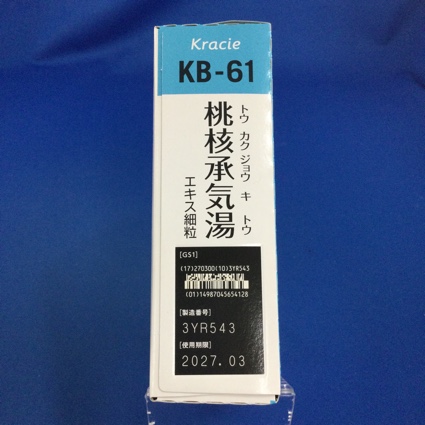 Kracie
KB-61
桃核承気湯
トウ カク ジョウ キ トウ
エキス細粒
[GS1]
(17)270300(10)3YR543
(01)14987045654128
[製造番号]
3YR543
[使用期限]
2027.03